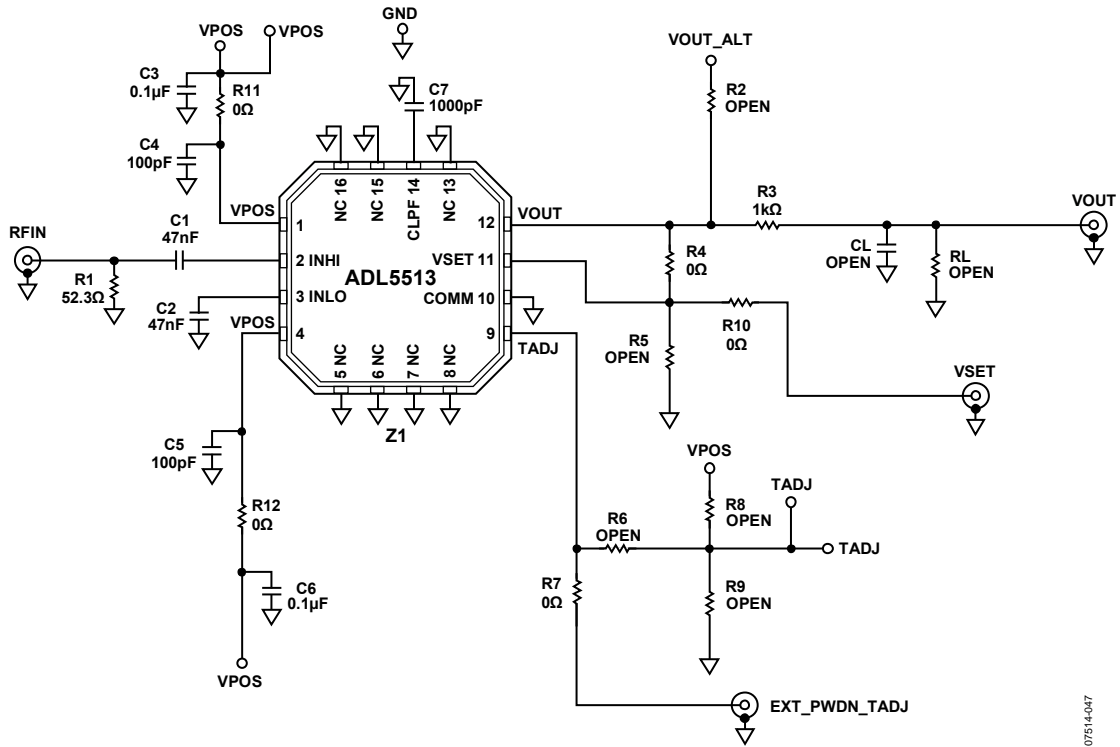 GND
VPOS
VPOS
C3
0.1µF
R11
0Ω
C4
100pF
C7
1000pF
VOUT_ALT
R2
OPEN
NC 16
NC 15
CLPF 14
NC 13
VPOS
1
RFIN
C1
47nF
2 INHI
R1
52.3Ω
C2
47nF
3 INLO
VPOS
4
ADL5513
5 NC
6 NC
7 NC
8 NC
Z1
12
VOUT
VSET 11
COMM 10
9
TADJ
R3
1kΩ
VOUT
CL
OPEN
RL
OPEN
R4
0Ω
R10
0Ω
R5
OPEN
VSET
C5
100pF
R12
0Ω
C6
0.1µF
VPOS
VPOS
R8
OPEN
TADJ
R6
OPEN
TADJ
R7
0Ω
R9
OPEN
EXT_PWDN_TADJ
07514-047